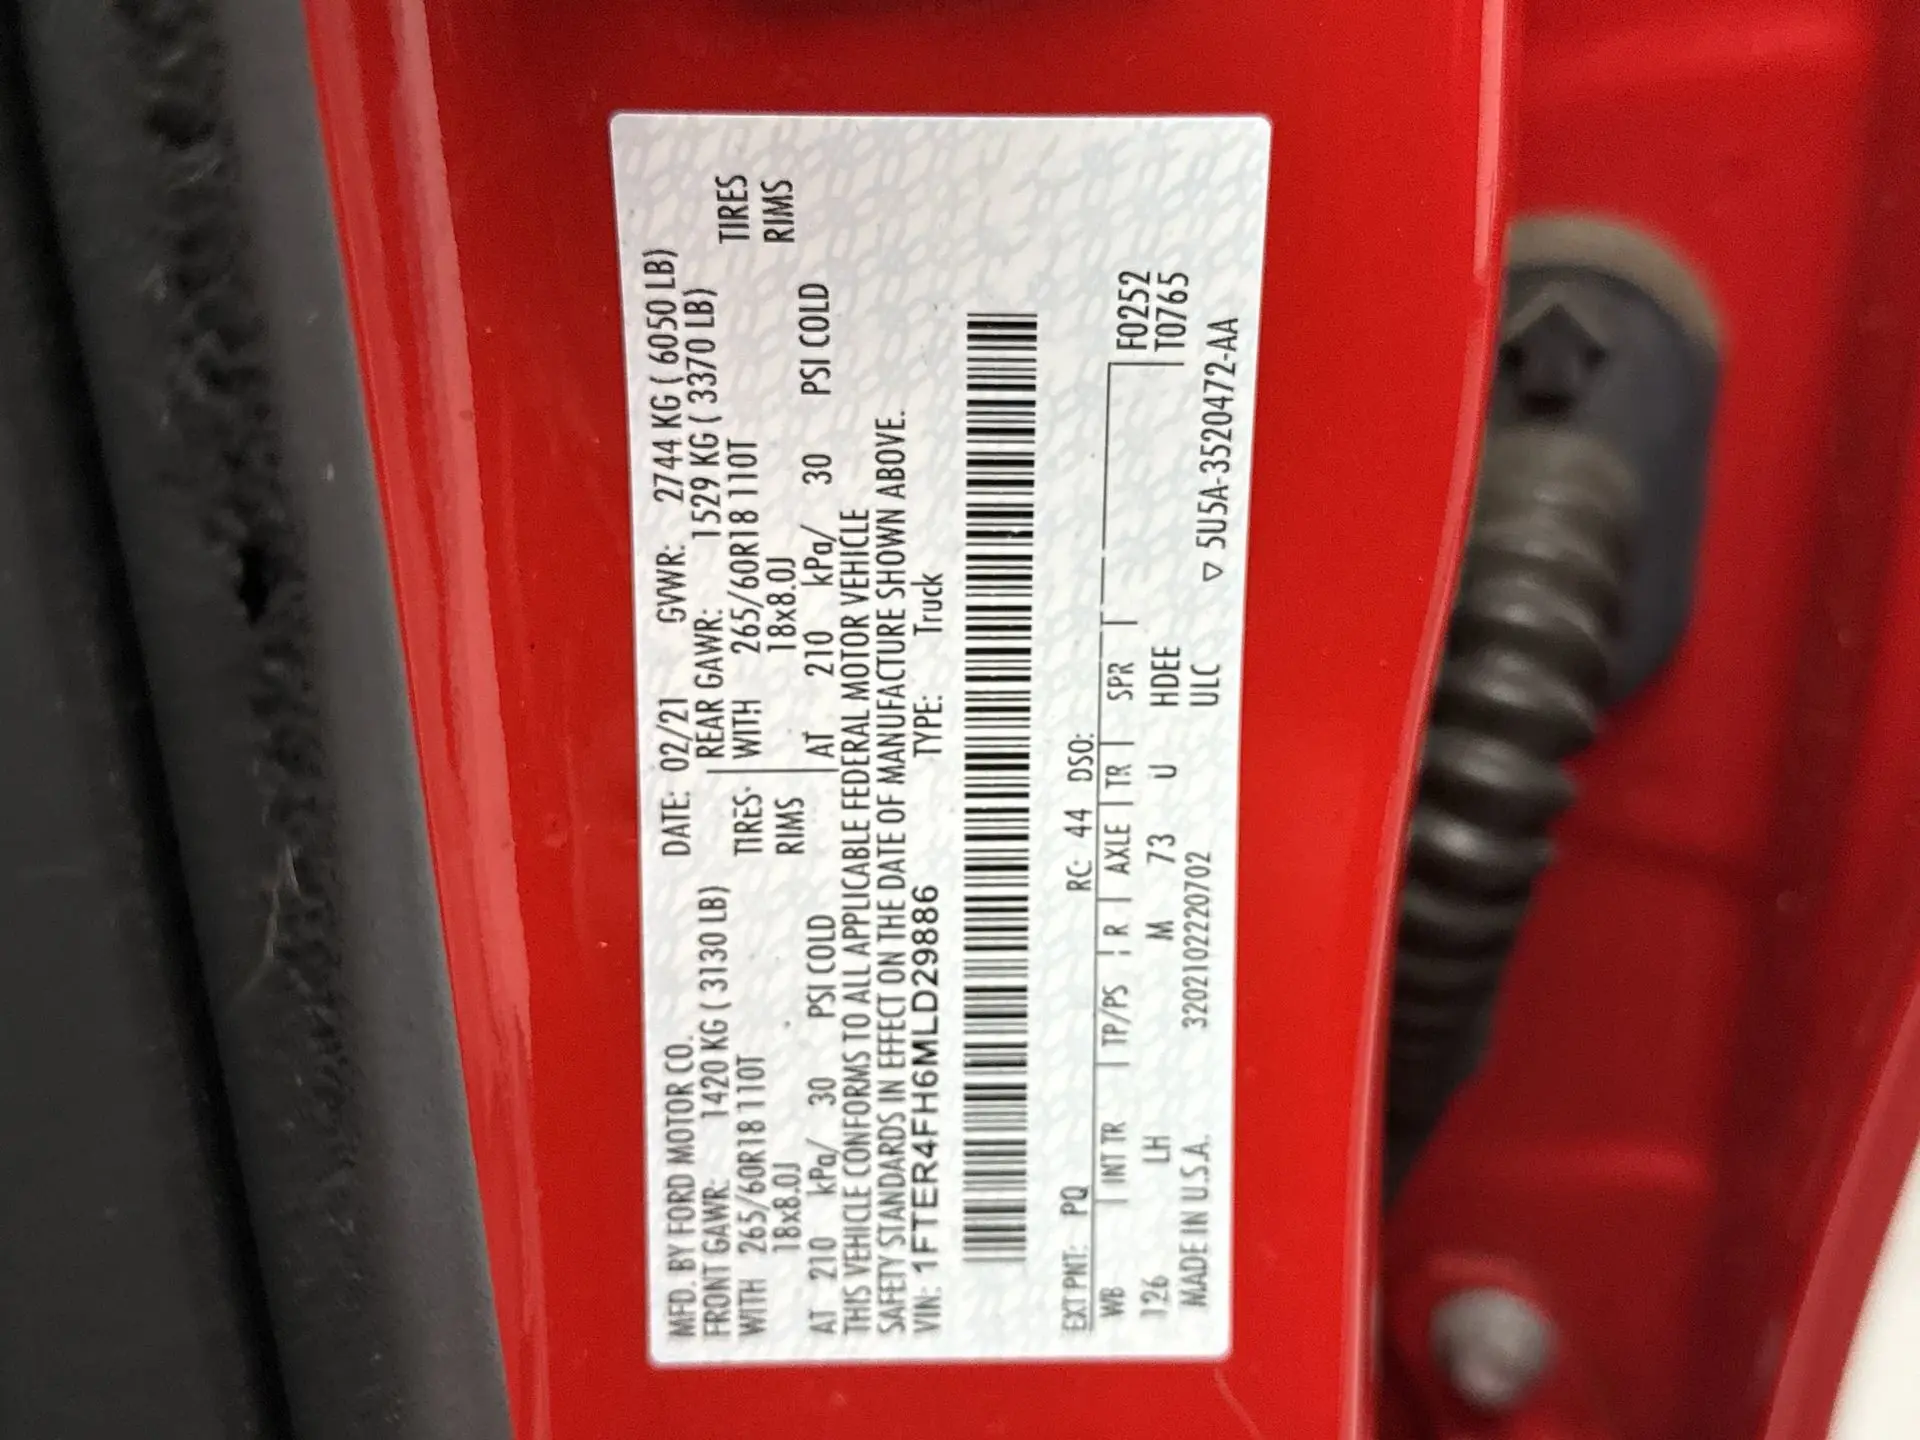 MFD. BY FORD MOTOR CO. DATE: 02/21 GVWR: 2744 KG ( 6050 LB)
FRONT GAWR: 1420 KG ( 3130 LB) REAR GAWR: 1529 KG ( 3370 LB)
WITH 265/60R18 110T TIRES WITH 265/60R18 110T TIRES
18x8.0J RIMS 18x8.0J RIMS
AT 210 kPa/ 30 PSI COLD AT 210 kPa/ 30 PSI COLD
THIS VEHICLE CONFORMS TO ALL APPLICABLE FEDERAL MOTOR VEHICLE
SAFETY STANDARDS IN EFFECT ON THE DATE OF MANUFACTURE SHOWN ABOVE.
VIN: 1FTER4FH6MLD29886 TYPE: Truck
EXT PNT: PQ RC: 44 DSO: F0252
WB INT TR TP/PS R AXLE TR SPR T0765
126 LH M 73 U HDEE
MADE IN U.S.A. 3202102220702 ULC ▽ 5U5A-3520472-AA